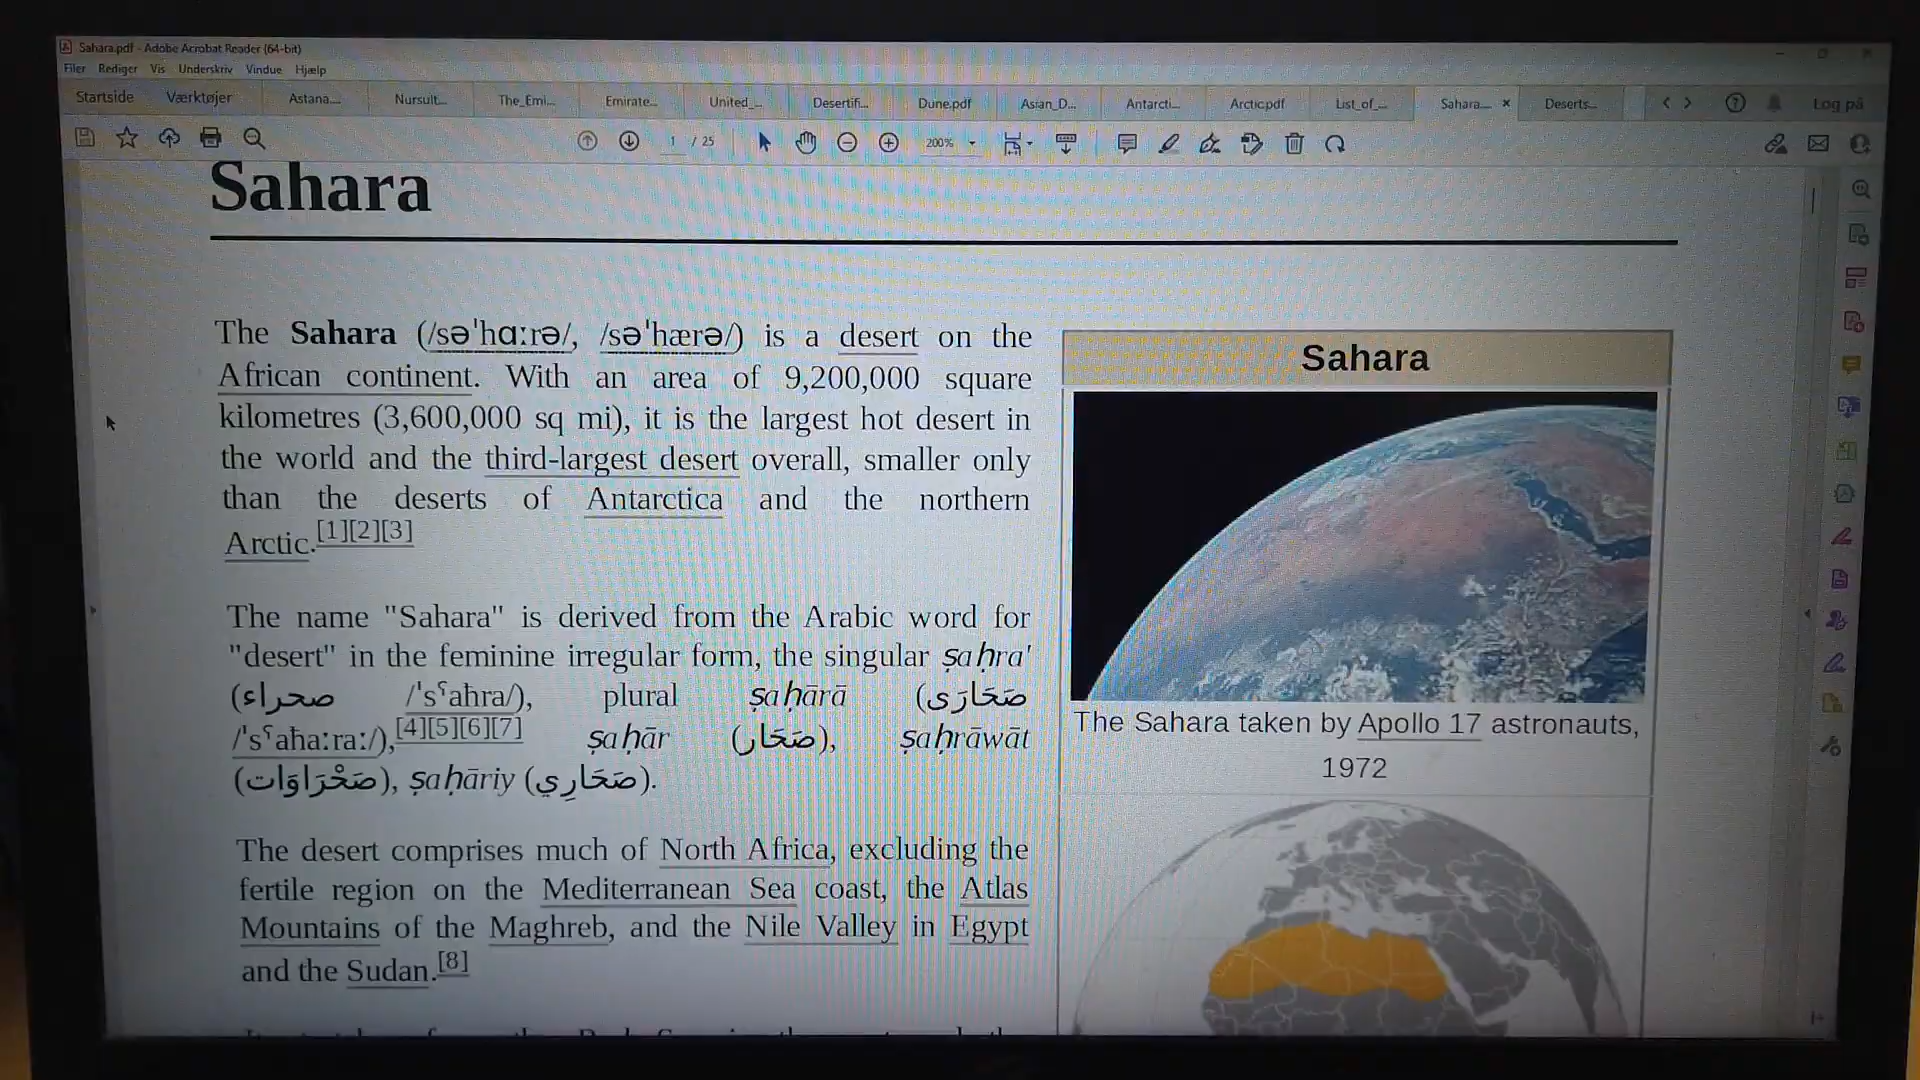 Sahara.pdf - Adobe Acrobat Reader (64-bit)
Filer Rediger Vis Underskriv Vindue Hjælp
Startside Værktøjer Astana... Nursult... The_Emi... Emirate... United_... Desertifi... Dune.pdf Asian_D... Antarcti... Arctic.pdf List_of_... Sahara.... × Deserts... Log på
1 / 25 200%
Sahara
The Sahara (/səˈhɑːrə/, /səˈhærə/) is a desert on the
African continent. With an area of 9,200,000 square
kilometres (3,600,000 sq mi), it is the largest hot desert in
the world and the third-largest desert overall, smaller only
than the deserts of Antarctica and the northern
Arctic.[1][2][3]
The name "Sahara" is derived from the Arabic word for
"desert" in the feminine irregular form, the singular ṣaḥra'
(صحراء /ˈsˤaħra/), plural ṣaḥārā (صَحَارَى
/ˈsˤaħaːraː/),[4][5][6][7] ṣaḥār (صَحَار), ṣaḥrāwāt
(صَحْرَاوَات), ṣaḥāriy (صَحَارِي).
The desert comprises much of North Africa, excluding the
fertile region on the Mediterranean Sea coast, the Atlas
Mountains of the Maghreb, and the Nile Valley in Egypt
and the Sudan.[8]
Sahara
The Sahara taken by Apollo 17 astronauts,
1972